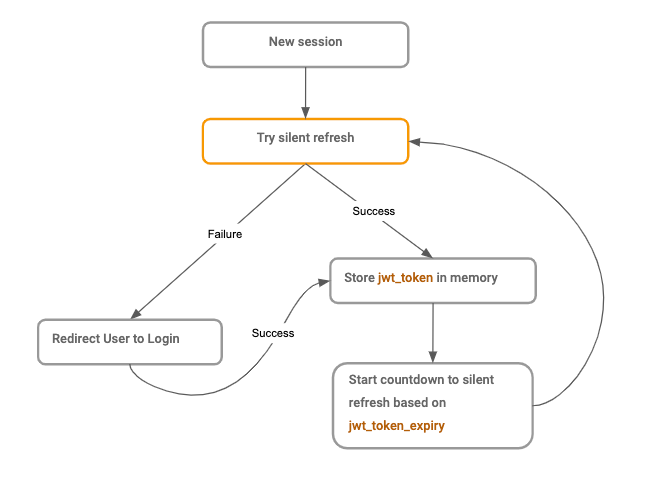 New session
Try silent refresh
Success
Failure
Store jwt_token in memory
Success
Redirect User to Login
Start countdown to silent
refresh based on
jwt_token_expiry